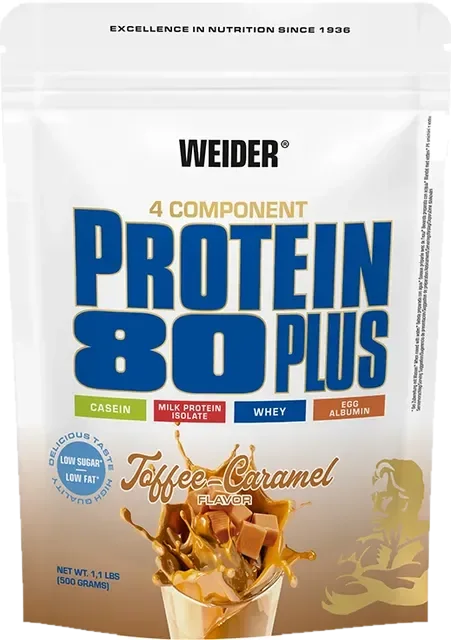 EXCELLENCE IN NUTRITION SINCE 1936
WEIDER®
4 COMPONENT
PROTEIN
80 PLUS
CASEIN
MILK PROTEIN
ISOLATE
WHEY
EGG
ALBUMIN
DELICIOUS TASTE
LOW SUGAR*
LOW FAT*
HIGH QUALITY
Toffee-Caramel
FLAVOR
NET WT. 1,1 LBS
(500 GRAMS)